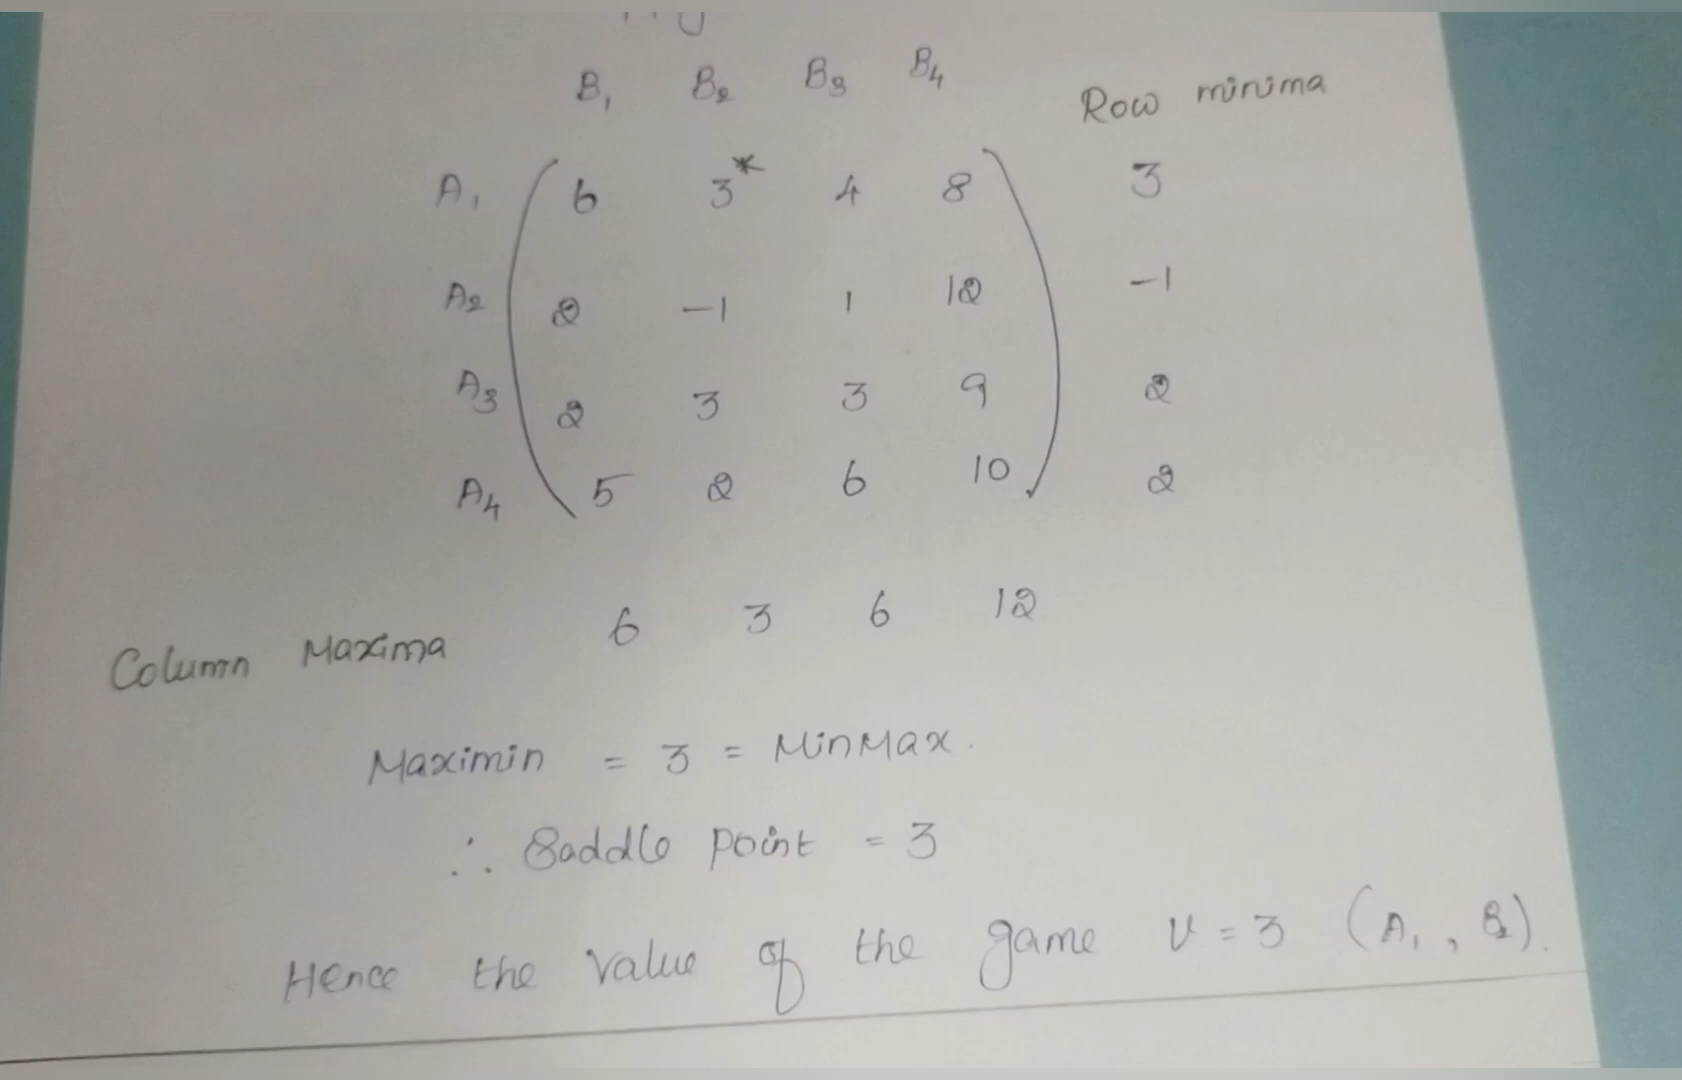 B₁ B₂ B₃ B₄ Row minima
A₁ 6 3* 4 8 3
A₂ 2 -1 1 12 -1
A₃ 2 3 3 9 2
A₄ 5 2 6 10 2
Column Maxima 6 3 6 12
Maximin = 3 = MinMax.
∴ Saddle point = 3
Hence the value of the game V = 3 (A₁, B₂).